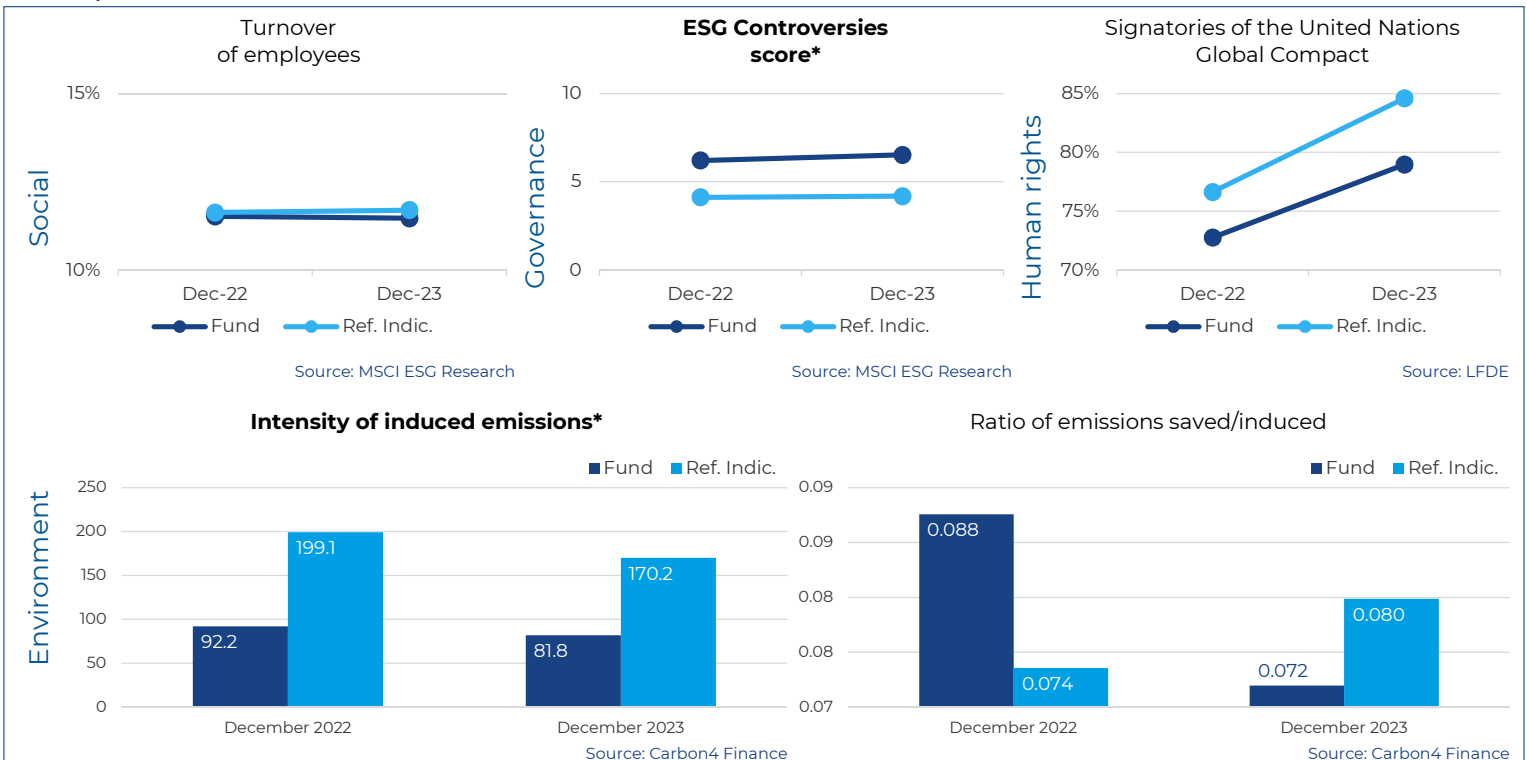 Turnover
of employees
15%
10%
Social
Dec-22
Dec-23
Fund
Ref. Indic.
Source: MSCI ESG Research
ESG Controversies
score*
10
5
0
Governance
Dec-22
Dec-23
Fund
Ref. Indic.
Source: MSCI ESG Research
Signatories of the United Nations
Global Compact
85%
80%
75%
70%
Human rights
Dec-22
Dec-23
Fund
Ref. Indic.
Source: LFDE
Environment
Intensity of induced emissions*
Fund
Ref. Indic.
250
200
150
100
50
0
92.2
199.1
81.8
170.2
December 2022
December 2023
Source: Carbon4 Finance
Ratio of emissions saved/induced
Fund
Ref. Indic.
0.09
0.09
0.08
0.08
0.07
0.088
0.074
0.072
0.080
December 2022
December 2023
Source: Carbon4 Finance